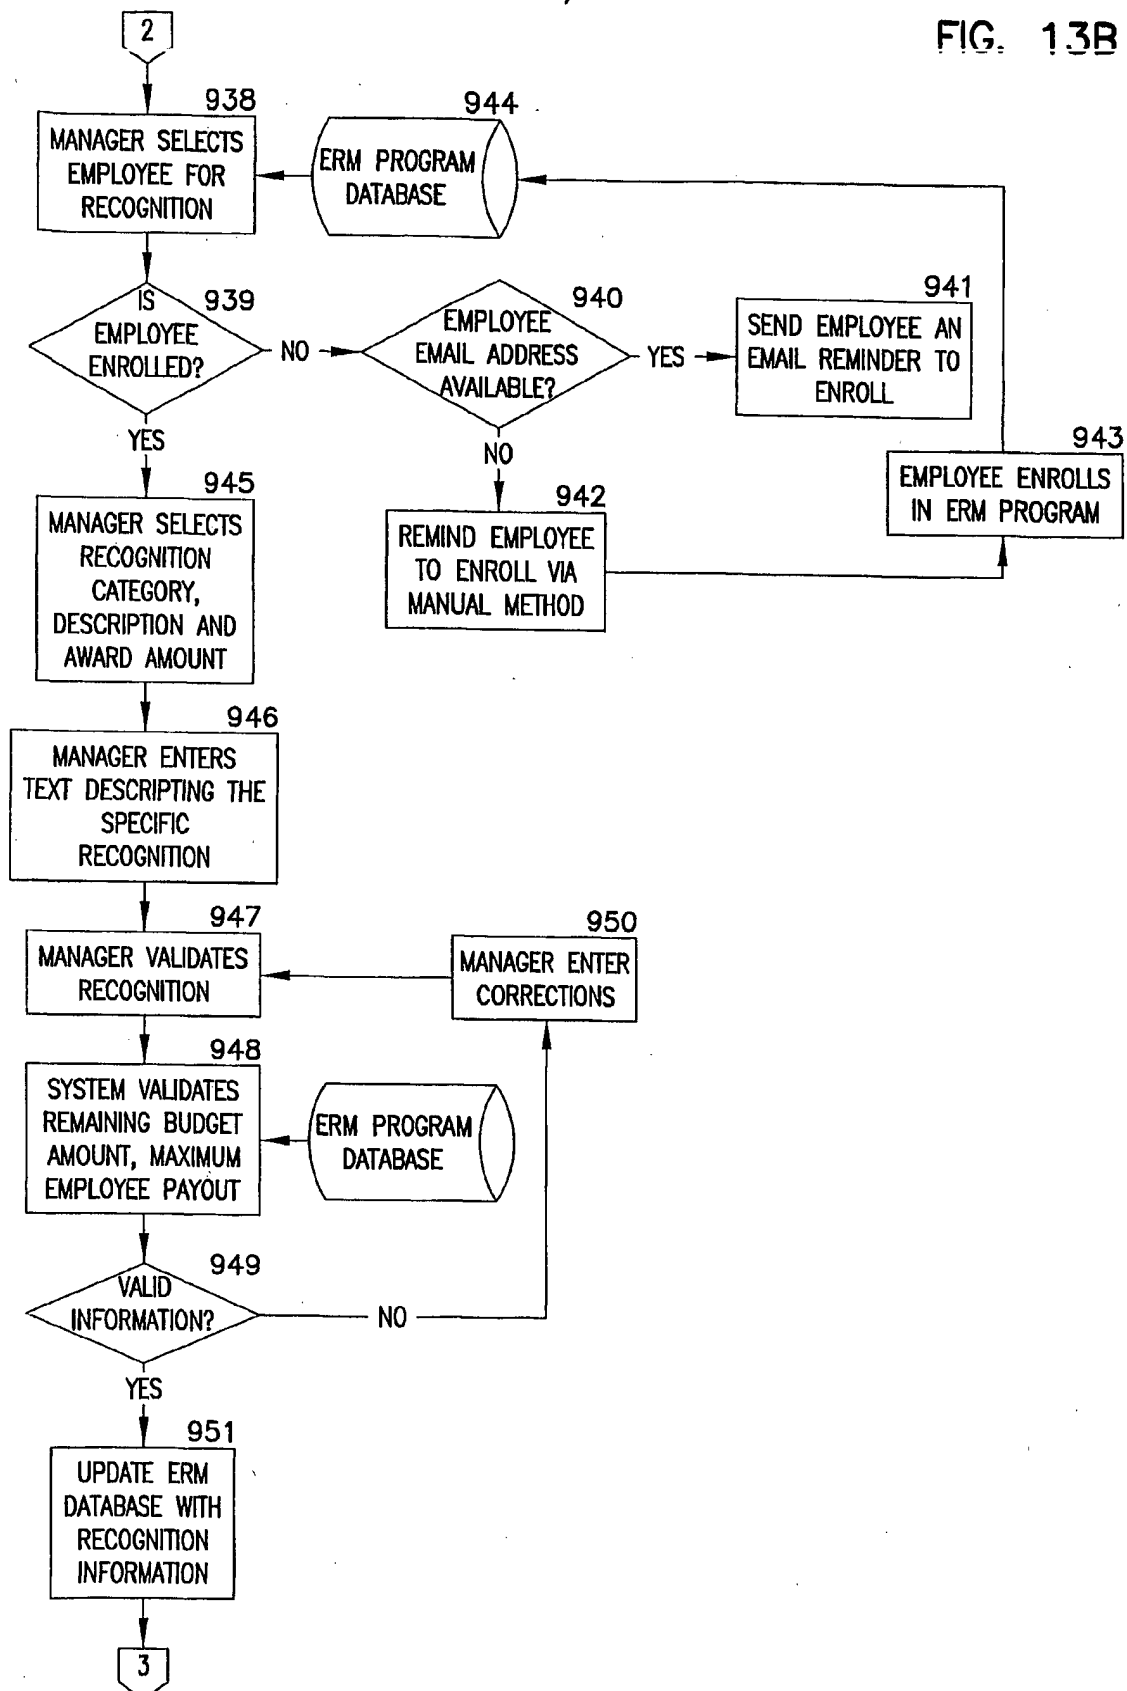 FIG. 13B
2
938
MANAGER SELECTS
EMPLOYEE FOR
RECOGNITION
944
ERM PROGRAM
DATABASE
939
IS
EMPLOYEE
ENROLLED?
NO
940
EMPLOYEE
EMAIL ADDRESS
AVAILABLE?
YES
941
SEND EMPLOYEE AN
EMAIL REMINDER TO
ENROLL
YES
NO
943
EMPLOYEE ENROLLS
IN ERM PROGRAM
945
MANAGER SELECTS
RECOGNITION
CATEGORY,
DESCRIPTION AND
AWARD AMOUNT
942
REMIND EMPLOYEE
TO ENROLL VIA
MANUAL METHOD
946
MANAGER ENTERS
TEXT DESCRIPTING THE
SPECIFIC
RECOGNITION
947
MANAGER VALIDATES
RECOGNITION
950
MANAGER ENTER
CORRECTIONS
948
SYSTEM VALIDATES
REMAINING BUDGET
AMOUNT, MAXIMUM
EMPLOYEE PAYOUT
ERM PROGRAM
DATABASE
949
VALID
INFORMATION?
NO
YES
951
UPDATE ERM
DATABASE WITH
RECOGNITION
INFORMATION
3